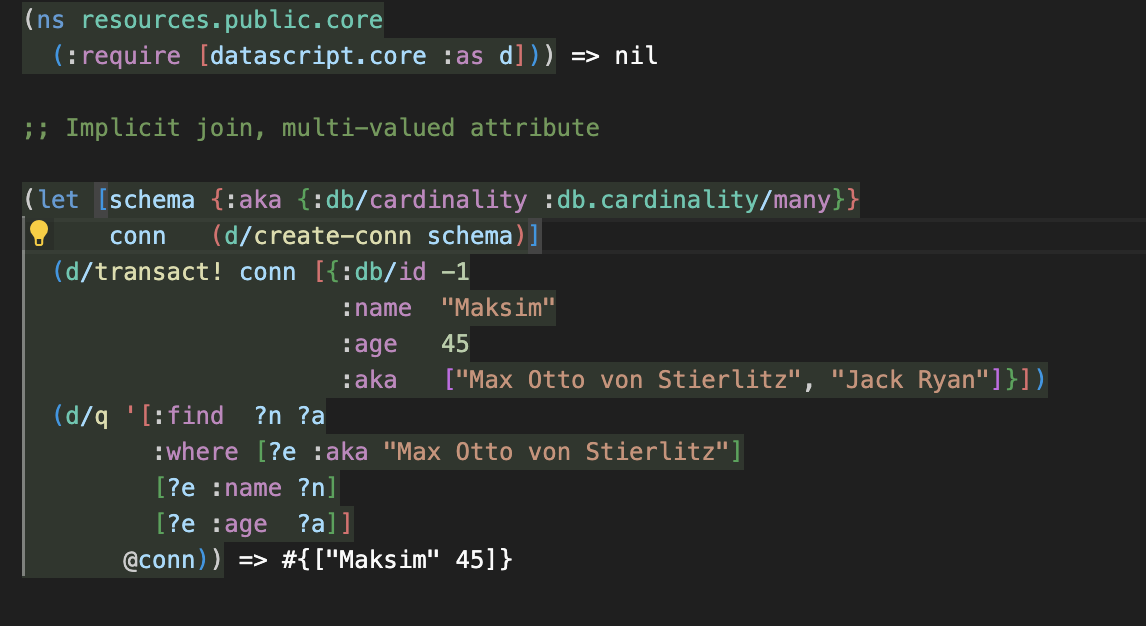 (ns resources.public.core
  (:require [datascript.core :as d])) => nil

;; Implicit join, multi-valued attribute

(let [schema {:aka {:db/cardinality :db.cardinality/many}}
      conn   (d/create-conn schema)]
  (d/transact! conn [{:db/id -1
                      :name  "Maksim"
                      :age   45
                      :aka   ["Max Otto von Stierlitz", "Jack Ryan"]}])
  (d/q '[:find  ?n ?a
         :where [?e :aka "Max Otto von Stierlitz"]
         [?e :name ?n]
         [?e :age  ?a]]
       @conn)) => #{["Maksim" 45]}